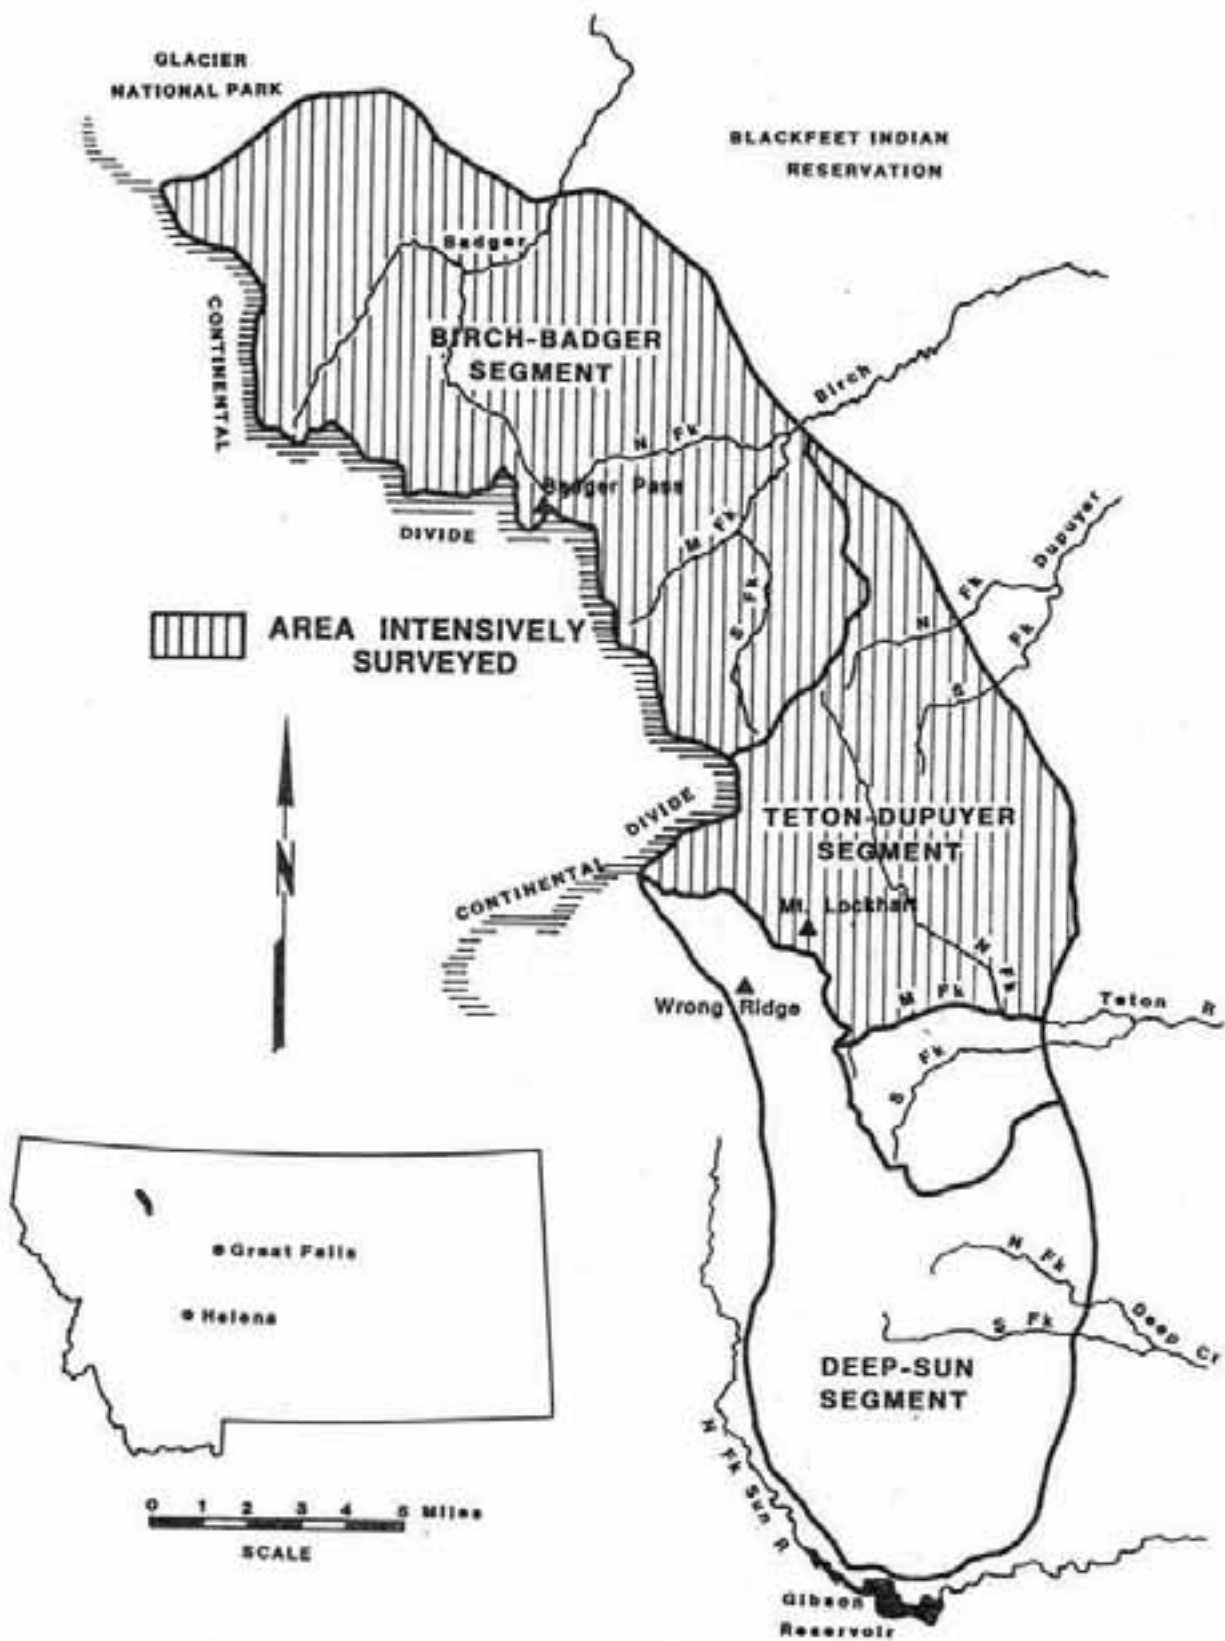 GLACIER
NATIONAL PARK
BLACKFEET INDIAN
RESERVATION
Badger
CONTINENTAL
BIRCH-BADGER
SEGMENT
Birch
N Fk
Badger Pass
DIVIDE
M Fk
S Fk
Dupuyer
N Fk
S Fk
AREA INTENSIVELY
SURVEYED
N
DIVIDE
CONTINENTAL
TETON-DUPUYER
SEGMENT
Mt. Lockhart
N Fk
M Fk
Wrong Ridge
Teton R
S Fk
Great Falls
Helena
N Fk
S Fk
Deep Cr
DEEP-SUN
SEGMENT
N Fk Sun R
0 1 2 3 4 5 Miles
SCALE
Gibson
Reservoir